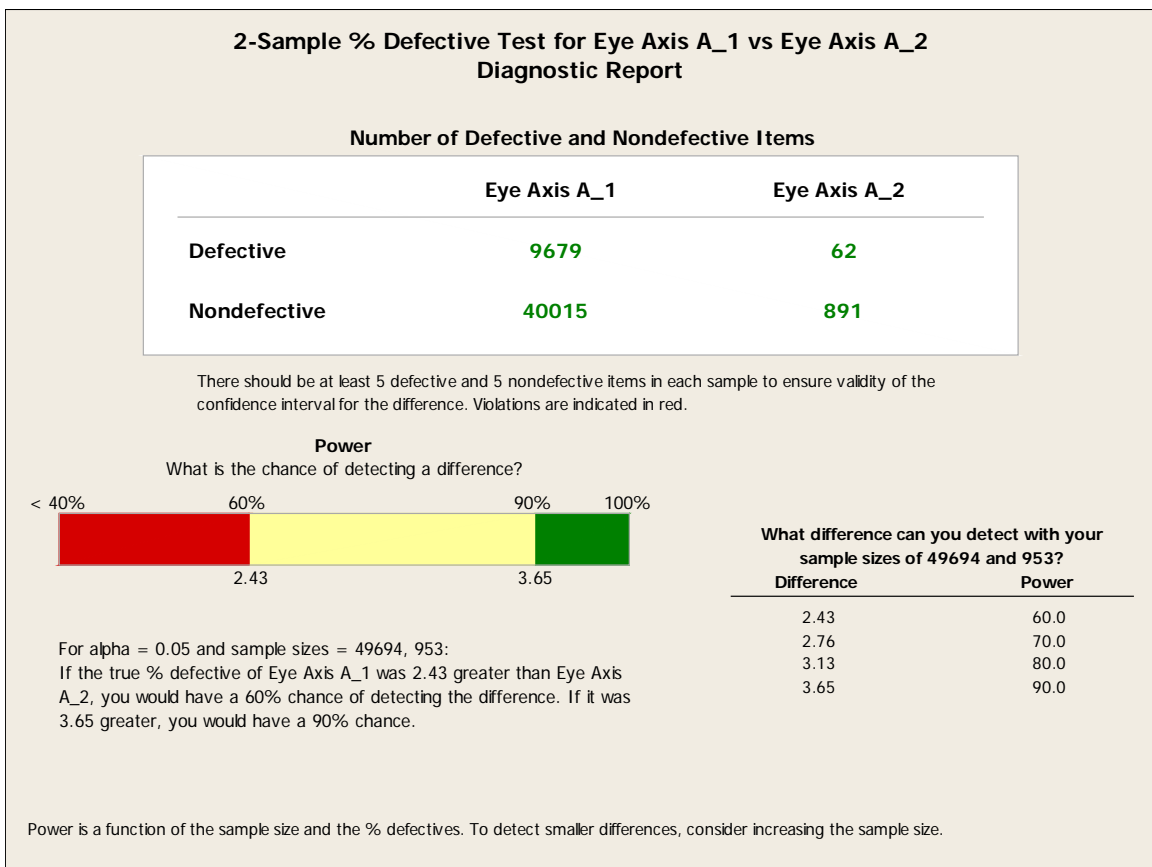 2-Sample % Defective Test for Eye Axis A_1 vs Eye Axis A_2
Diagnostic Report
Number of Defective and Nondefective Items
Eye Axis A_1 Eye Axis A_2
Defective 9679 62
Nondefective 40015 891
There should be at least 5 defective and 5 nondefective items in each sample to ensure validity of the
confidence interval for the difference. Violations are indicated in red.
Power
What is the chance of detecting a difference?
< 40% 60% 90% 100%
2.43 3.65
For alpha = 0.05 and sample sizes = 49694, 953:
If the true % defective of Eye Axis A_1 was 2.43 greater than Eye Axis
A_2, you would have a 60% chance of detecting the difference. If it was
3.65 greater, you would have a 90% chance.
What difference can you detect with your
sample sizes of 49694 and 953?
Difference Power
2.43 60.0
2.76 70.0
3.13 80.0
3.65 90.0
Power is a function of the sample size and the % defectives. To detect smaller differences, consider increasing the sample size.